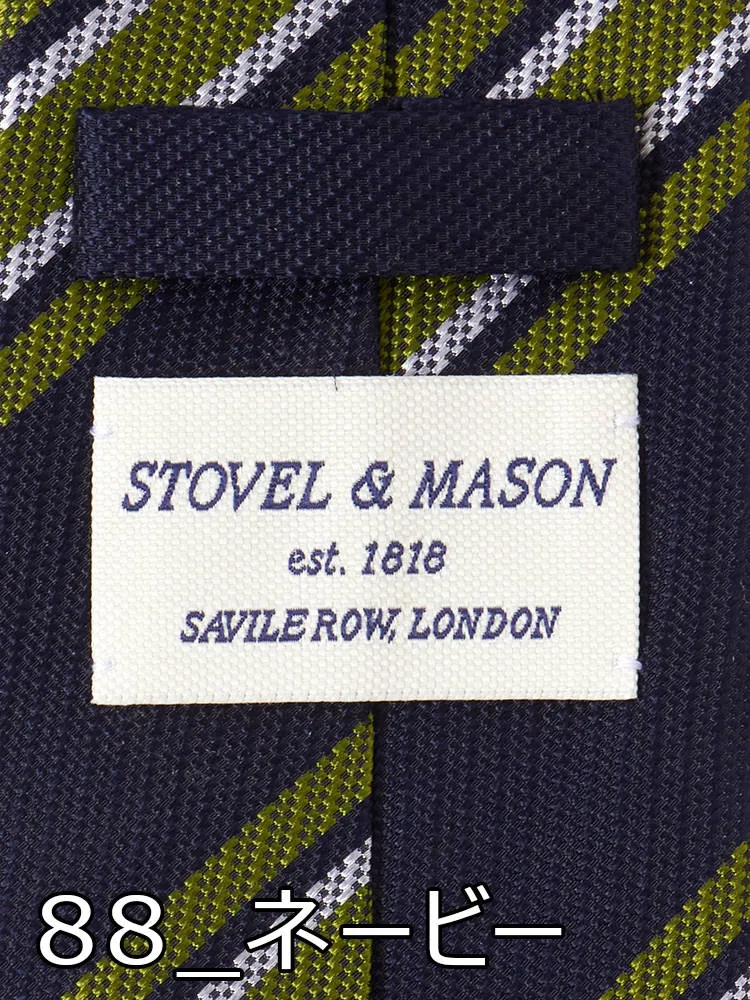 STOVEL & MASON
est. 1818
SAVILE ROW, LONDON
88_ネービー